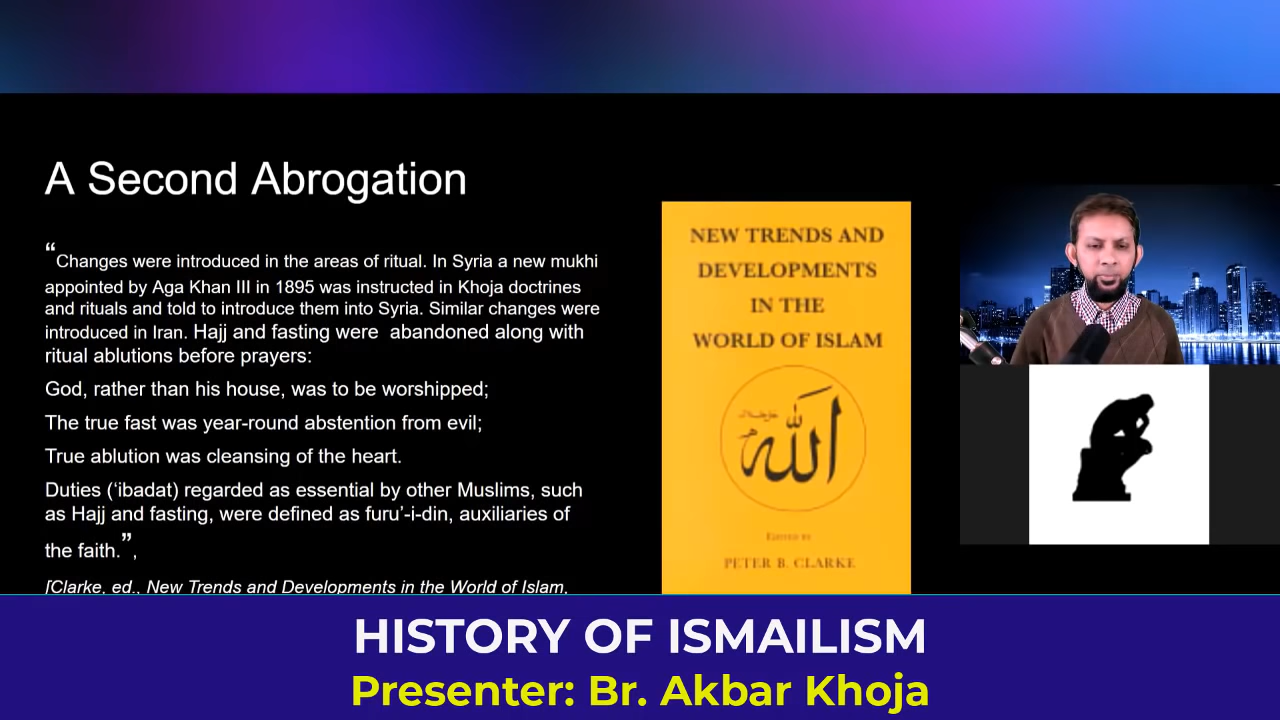 A Second Abrogation
“Changes were introduced in the areas of ritual. In Syria a new mukhi
appointed by Aga Khan III in 1895 was instructed in Khoja doctrines
and rituals and told to introduce them into Syria. Similar changes were
introduced in Iran. Hajj and fasting were abandoned along with
ritual ablutions before prayers:
God, rather than his house, was to be worshipped;
The true fast was year-round abstention from evil;
True ablution was cleansing of the heart.
Duties (‘ibadat) regarded as essential by other Muslims, such
as Hajj and fasting, were defined as furu’-i-din, auxiliaries of
the faith.”,
[Clarke, ed., New Trends and Developments in the World of Islam,
NEW TRENDS AND
DEVELOPMENTS
IN THE
WORLD OF ISLAM
الله
EDITED BY
PETER B. CLARKE
HISTORY OF ISMAILISM
Presenter: Br. Akbar Khoja